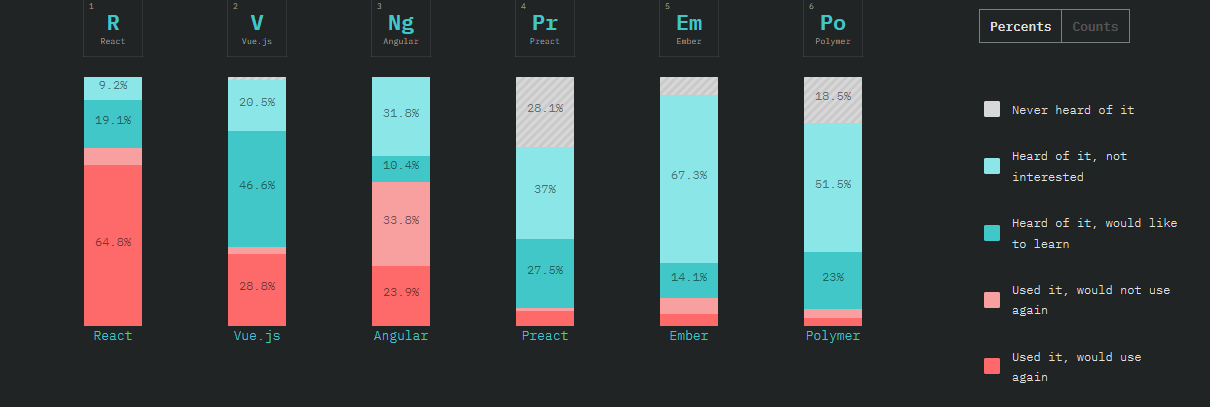 1
R
React
2
V
Vue.js
3
Ng
Angular
4
Pr
Preact
5
Em
Ember
6
Po
Polymer
Percents
Counts
9.2%
19.1%
64.8%
React
20.5%
46.6%
28.8%
Vue.js
31.8%
10.4%
33.8%
23.9%
Angular
28.1%
37%
27.5%
Preact
67.3%
14.1%
Ember
18.5%
51.5%
23%
Polymer
Never heard of it
Heard of it, not
interested
Heard of it, would like
to learn
Used it, would not use
again
Used it, would use
again